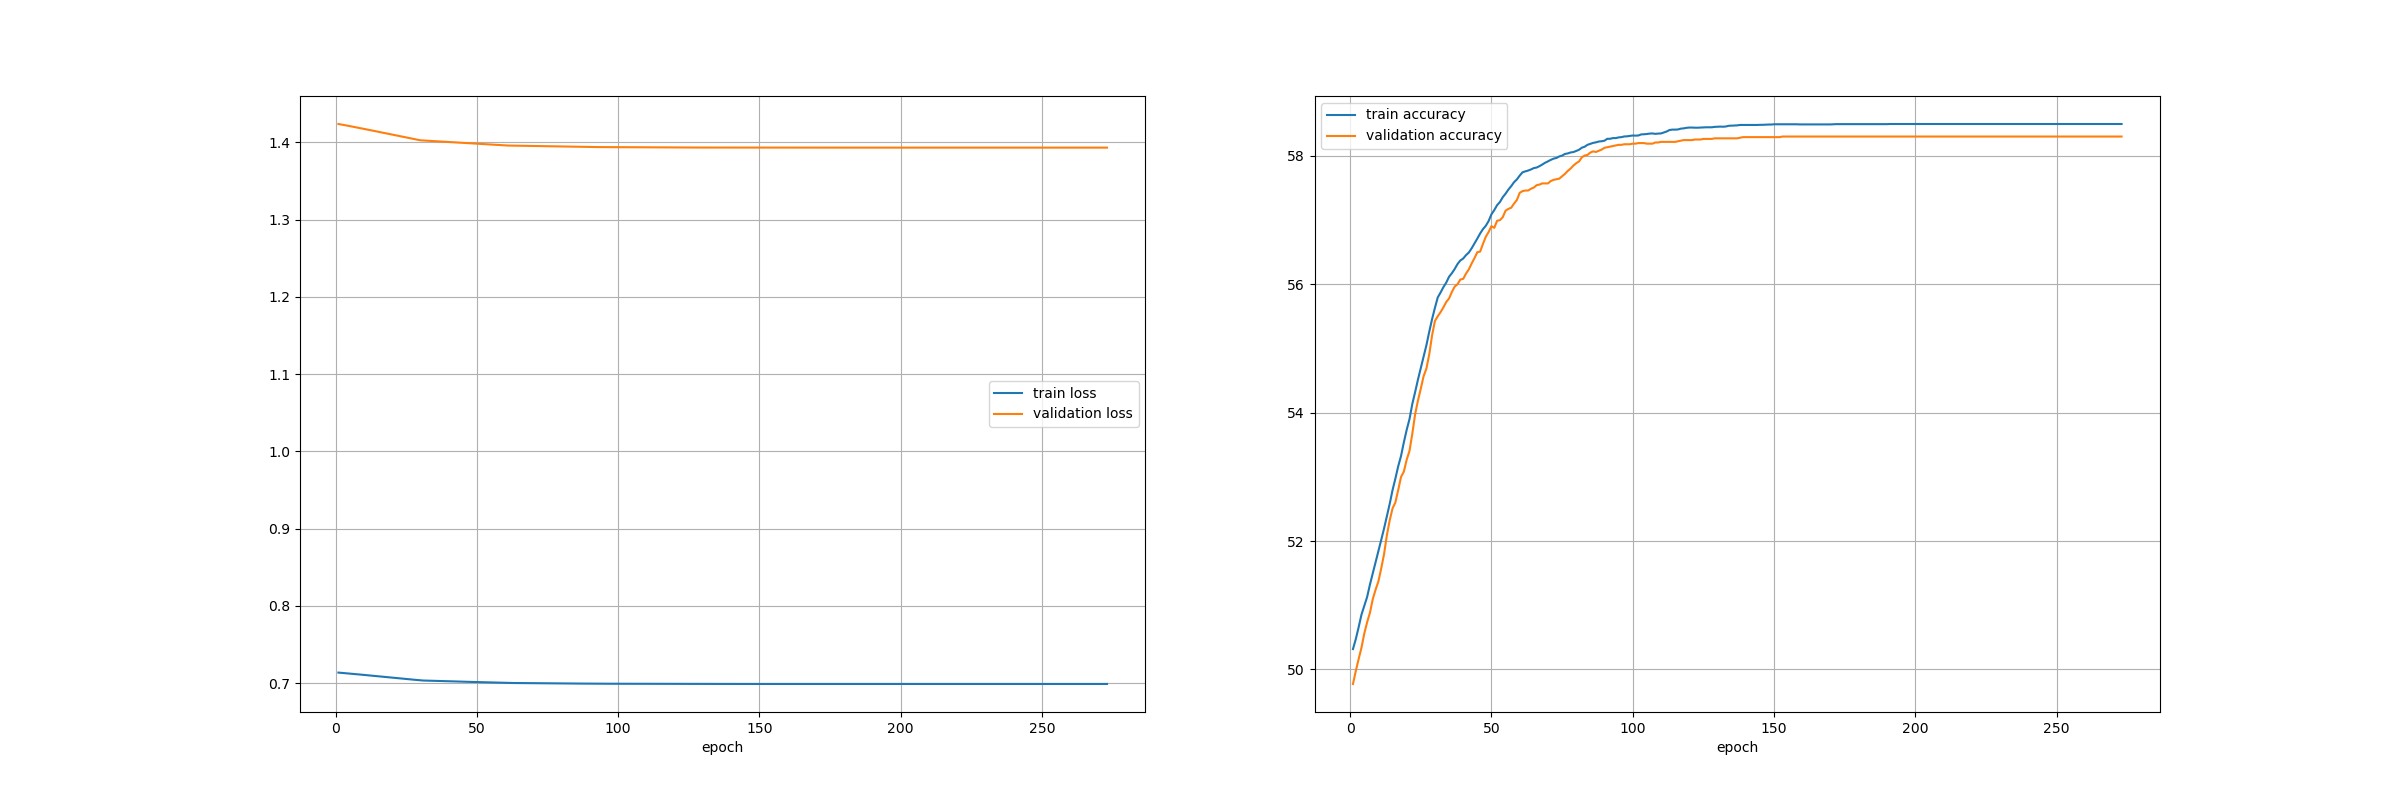 1.4
1.3
1.2
1.1
1.0
0.9
0.8
0.7
0 50 100 150 200 250
epoch
train loss
validation loss
train accuracy
validation accuracy
58
56
54
52
50
0 50 100 150 200 250
epoch